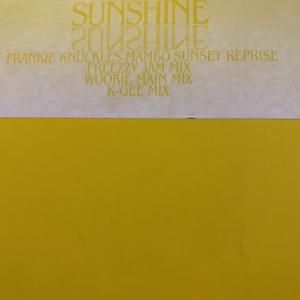 SUNSHINE
SUNSHINE
FRANKIE KNUCKLES MAMBO SUNSET REPRISE
FREEZZY JAM MIX
WOOKIE MAIN MIX
K-GEE MIX